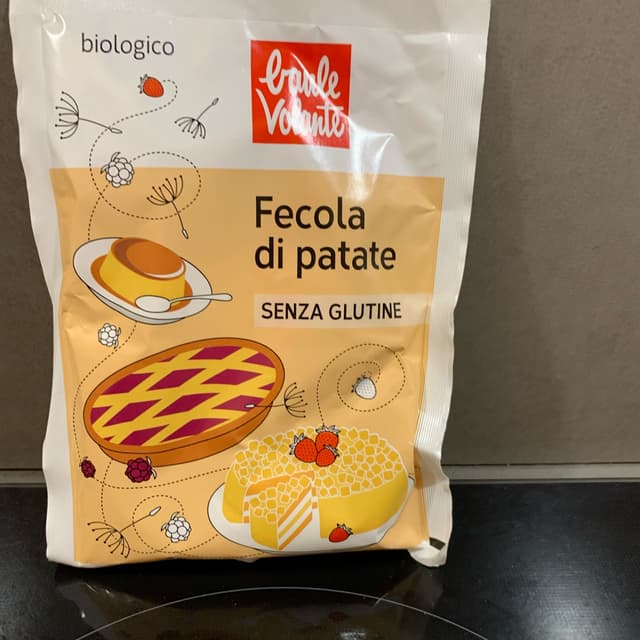 biologico
baule
volante
Fecola
di patate
SENZA GLUTINE